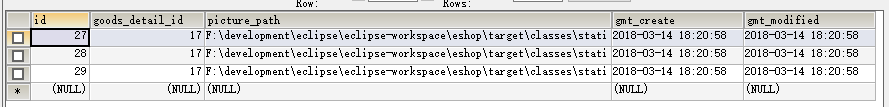 Row: Rows:
id goods_detail_id picture_path gmt_create gmt_modified
27 17 F:\development\eclipse\eclipse-workspace\eshop\target\classes\stati 2018-03-14 18:20:58 2018-03-14 18:20:58
28 17 F:\development\eclipse\eclipse-workspace\eshop\target\classes\stati 2018-03-14 18:20:58 2018-03-14 18:20:58
29 17 F:\development\eclipse\eclipse-workspace\eshop\target\classes\stati 2018-03-14 18:20:58 2018-03-14 18:20:58
* (NULL) (NULL) (NULL) (NULL) (NULL)